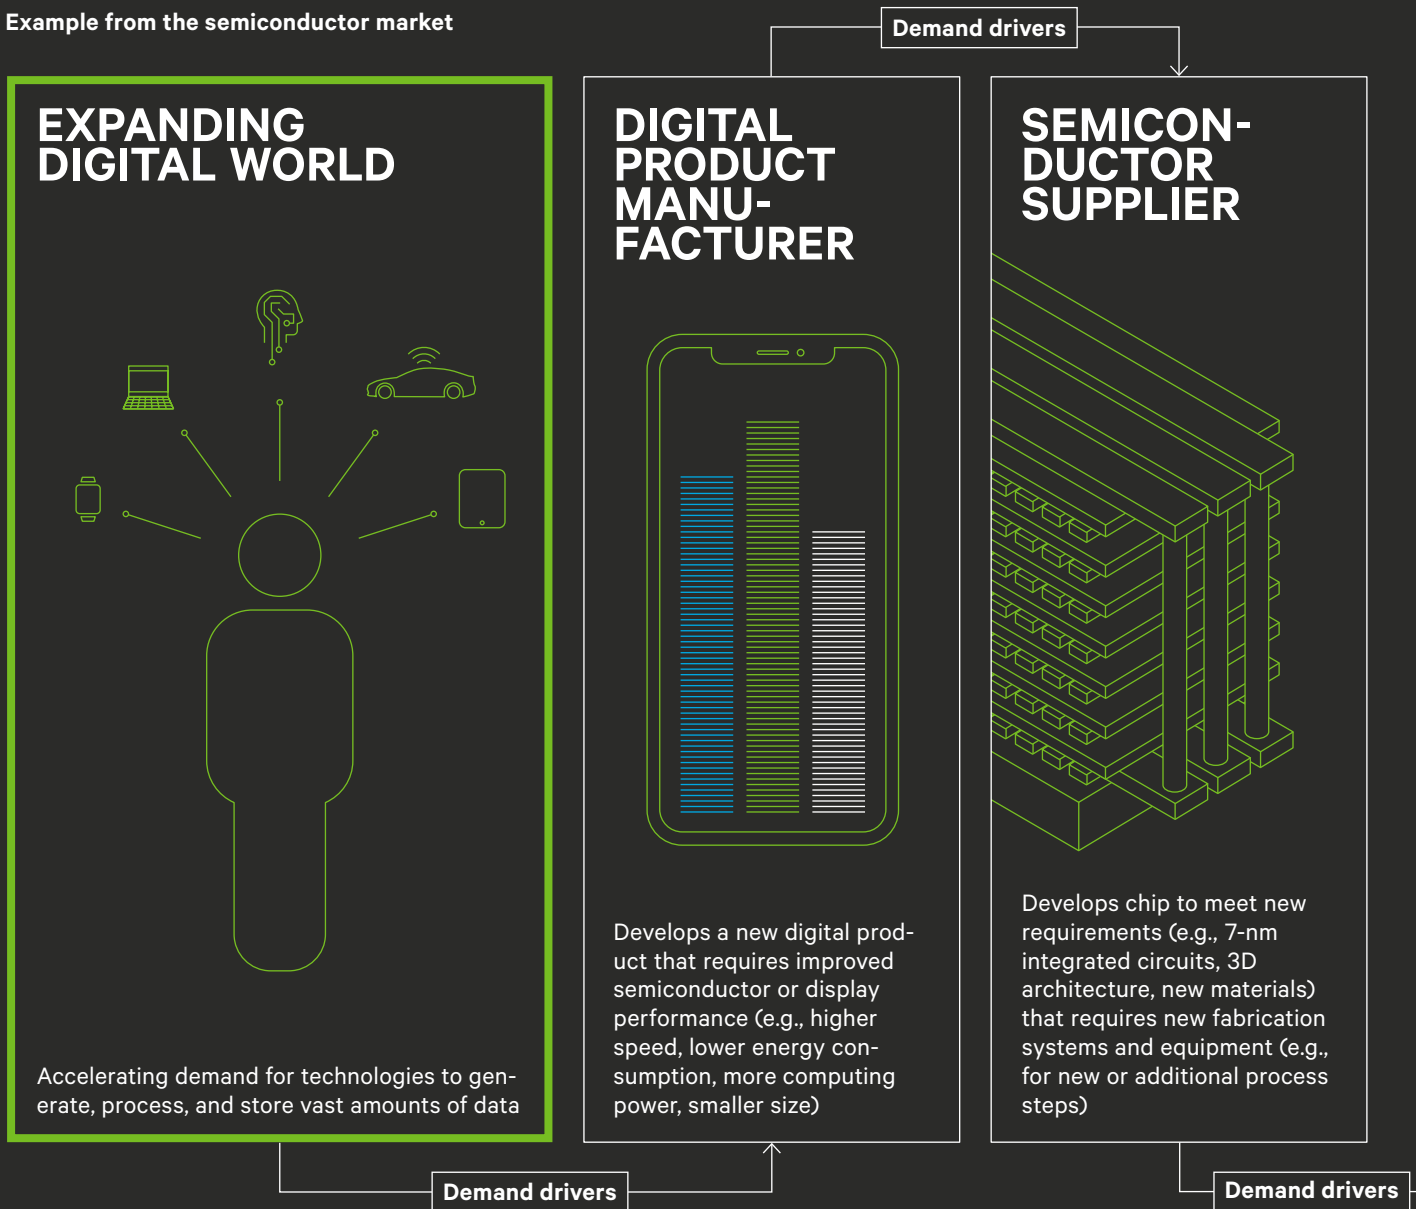 Example from the semiconductor market
Demand drivers
EXPANDING
DIGITAL WORLD
Accelerating demand for technologies to gen-
erate, process, and store vast amounts of data
Demand drivers
DIGITAL
PRODUCT
MANU-
FACTURER
Develops a new digital prod-
uct that requires improved
semiconductor or display
performance (e.g., higher
speed, lower energy con-
sumption, more computing
power, smaller size)
SEMICON-
DUCTOR
SUPPLIER
Develops chip to meet new
requirements (e.g., 7-nm
integrated circuits, 3D
architecture, new materials)
that requires new fabrication
systems and equipment (e.g.,
for new or additional process
steps)
Demand drivers